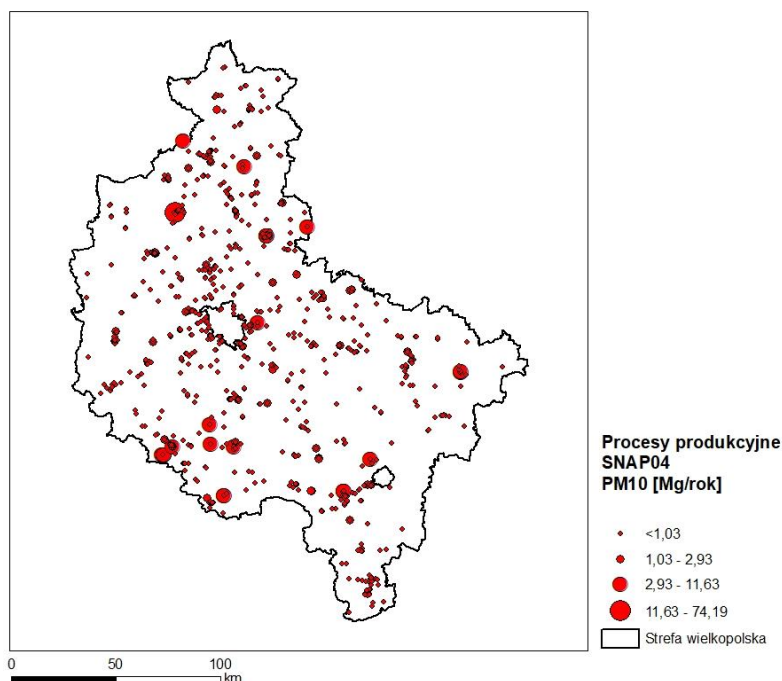 Procesy produkcyjne
SNAP04
PM10 [Mg/rok]
<1,03
1,03 - 2,93
2,93 - 11,63
11,63 - 74,19
Strefa wielkopolska
0 50 100
km